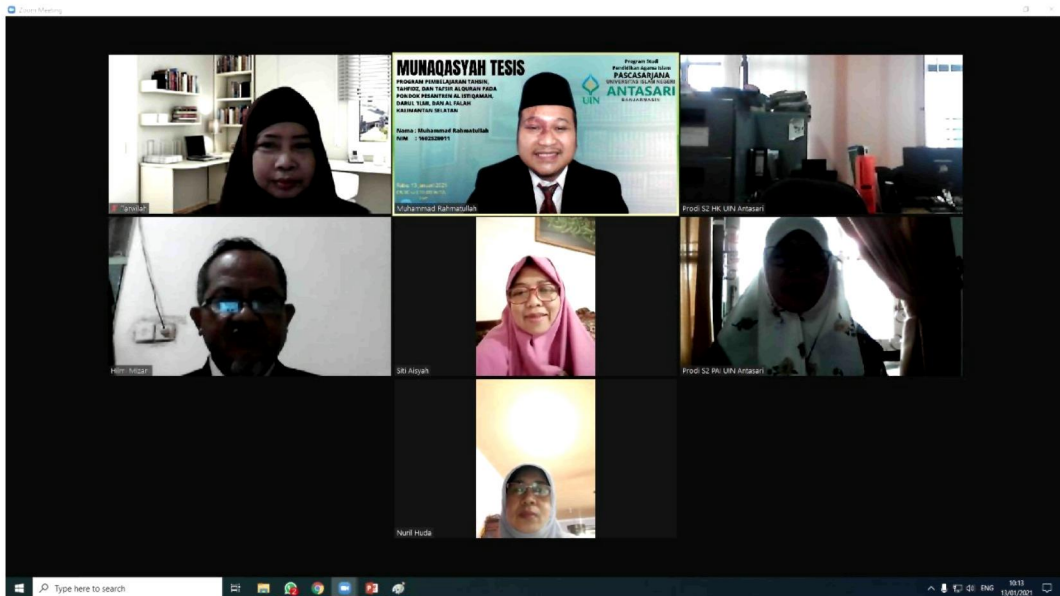 Zoom Meeting
MUNAQASYAH TESIS
PROGRAM PEMBELAJARAN TAHSIN,
TAHFIDZ, DAN TAFSIR ALQURAN PADA
PONDOK PESANTREN AL ISTIQAMAH,
DARUL ILMI, DAN AL FALAH
KALIMANTAN SELATAN
Nama : Muhammad Rahmatullah
NIM :
Program Studi
Pendidikan Agama Islam
PASCASARJANA
UNIVERSITAS ISLAM NEGERI
ANTASARI
BANJARMASIN
UIN
Muhammad Rahmatullah
Prodi S2 HK UIN Antasari
Siti Aisyah
Prodi S2 PAI UIN Antasari
Nuril Huda
Type here to search
ENG
10:13
13/01/2021